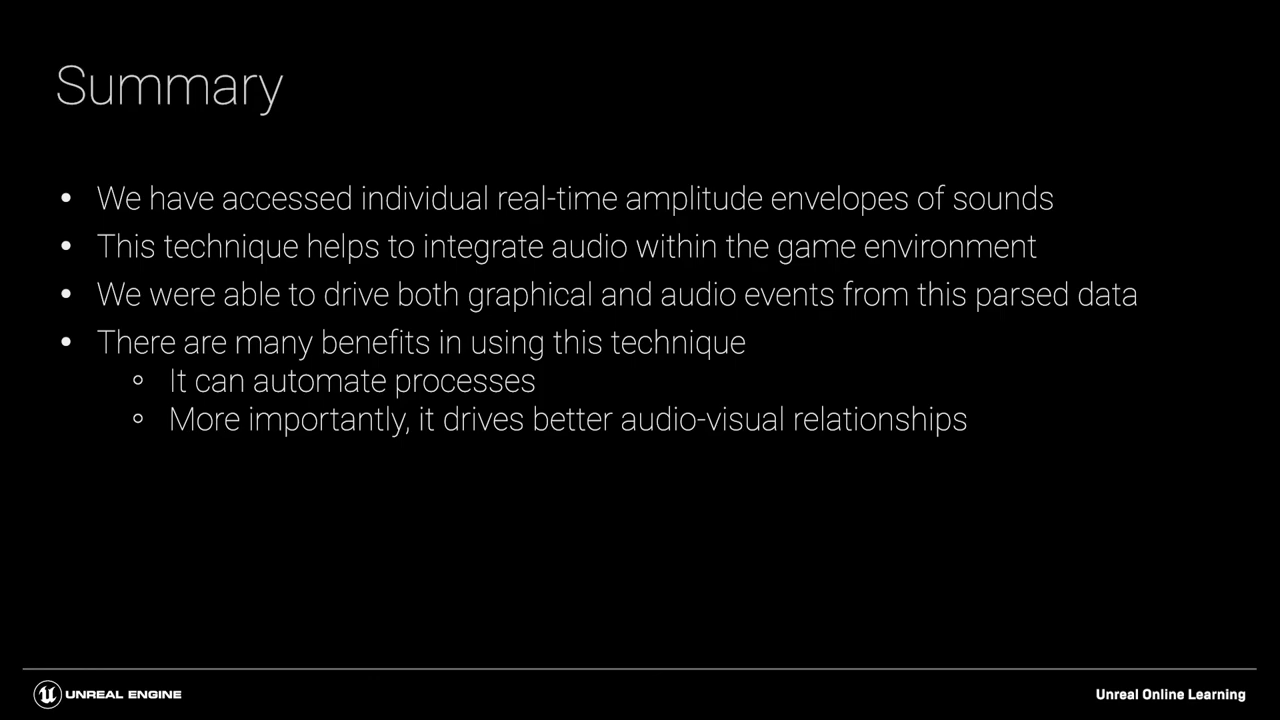 Summary
• We have accessed individual real-time amplitude envelopes of sounds
• This technique helps to integrate audio within the game environment
• We were able to drive both graphical and audio events from this parsed data
• There are many benefits in using this technique
◦ It can automate processes
◦ More importantly, it drives better audio-visual relationships
UNREAL ENGINE
Unreal Online Learning